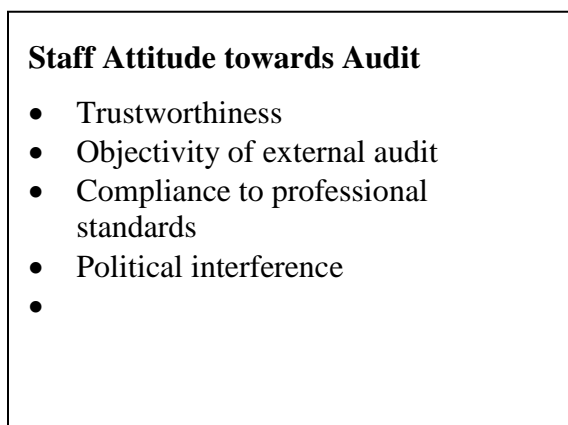 Staff Attitude towards Audit
• Trustworthiness
• Objectivity of external audit
• Compliance to professional
standards
• Political interference
•